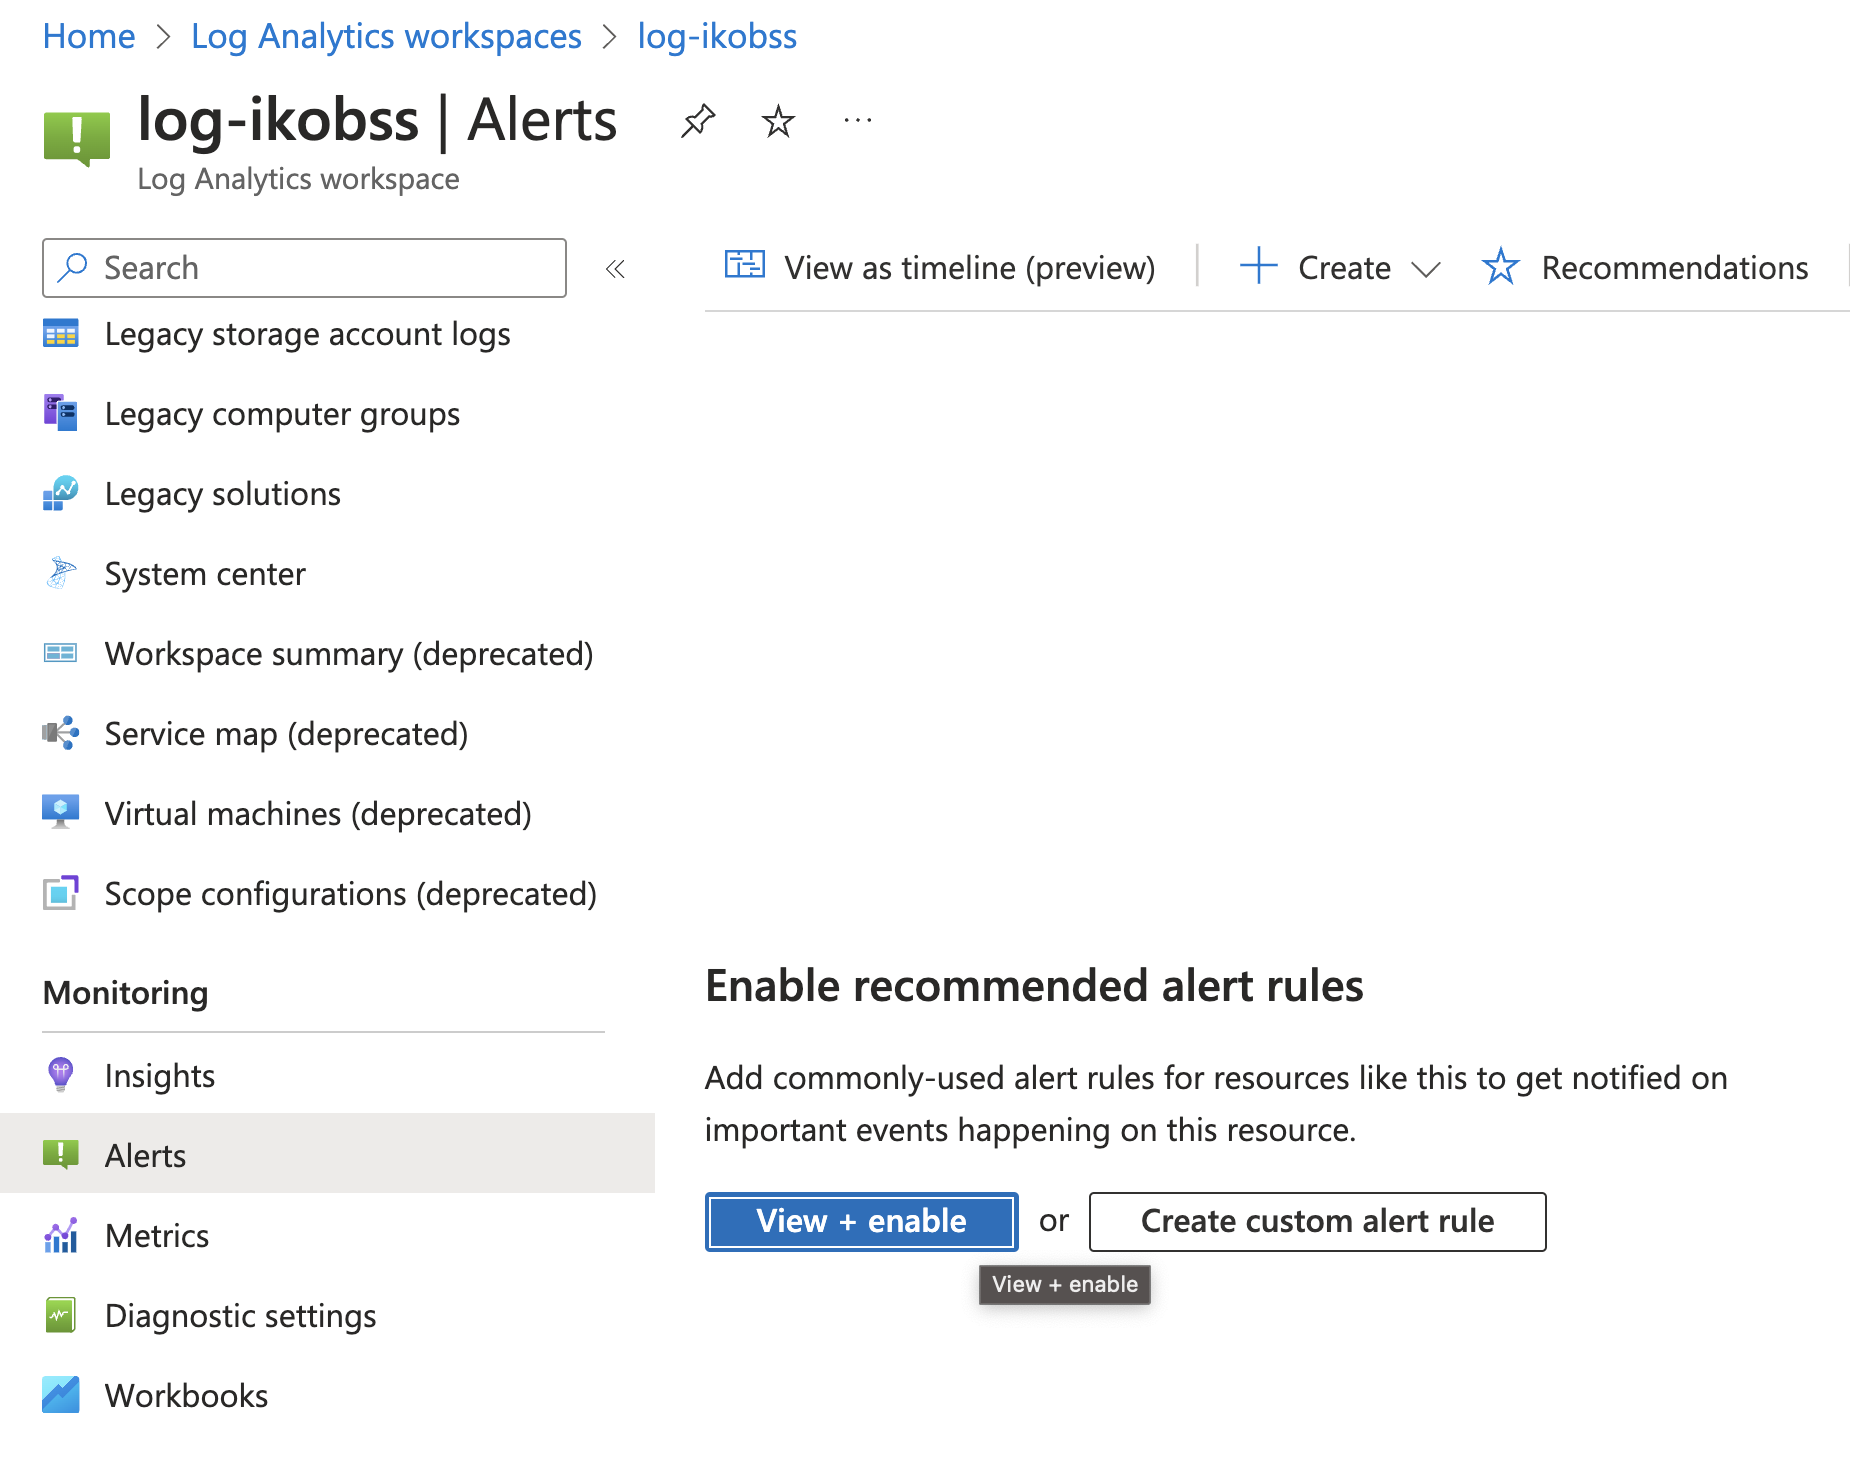 Home > Log Analytics workspaces > log-ikobss
log-ikobss | Alerts
Log Analytics workspace
Search
View as timeline (preview)
Create
Recommendations
Legacy storage account logs
Legacy computer groups
Legacy solutions
System center
Workspace summary (deprecated)
Service map (deprecated)
Virtual machines (deprecated)
Scope configurations (deprecated)
Monitoring
Insights
Alerts
Metrics
Diagnostic settings
Workbooks
Enable recommended alert rules
Add commonly-used alert rules for resources like this to get notified on
important events happening on this resource.
View + enable or Create custom alert rule
View + enable